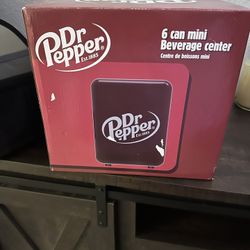 Dr
Pepper
Est. 1885
6 can mini
Beverage center
Centre de boissons mini
Dr
Pepper